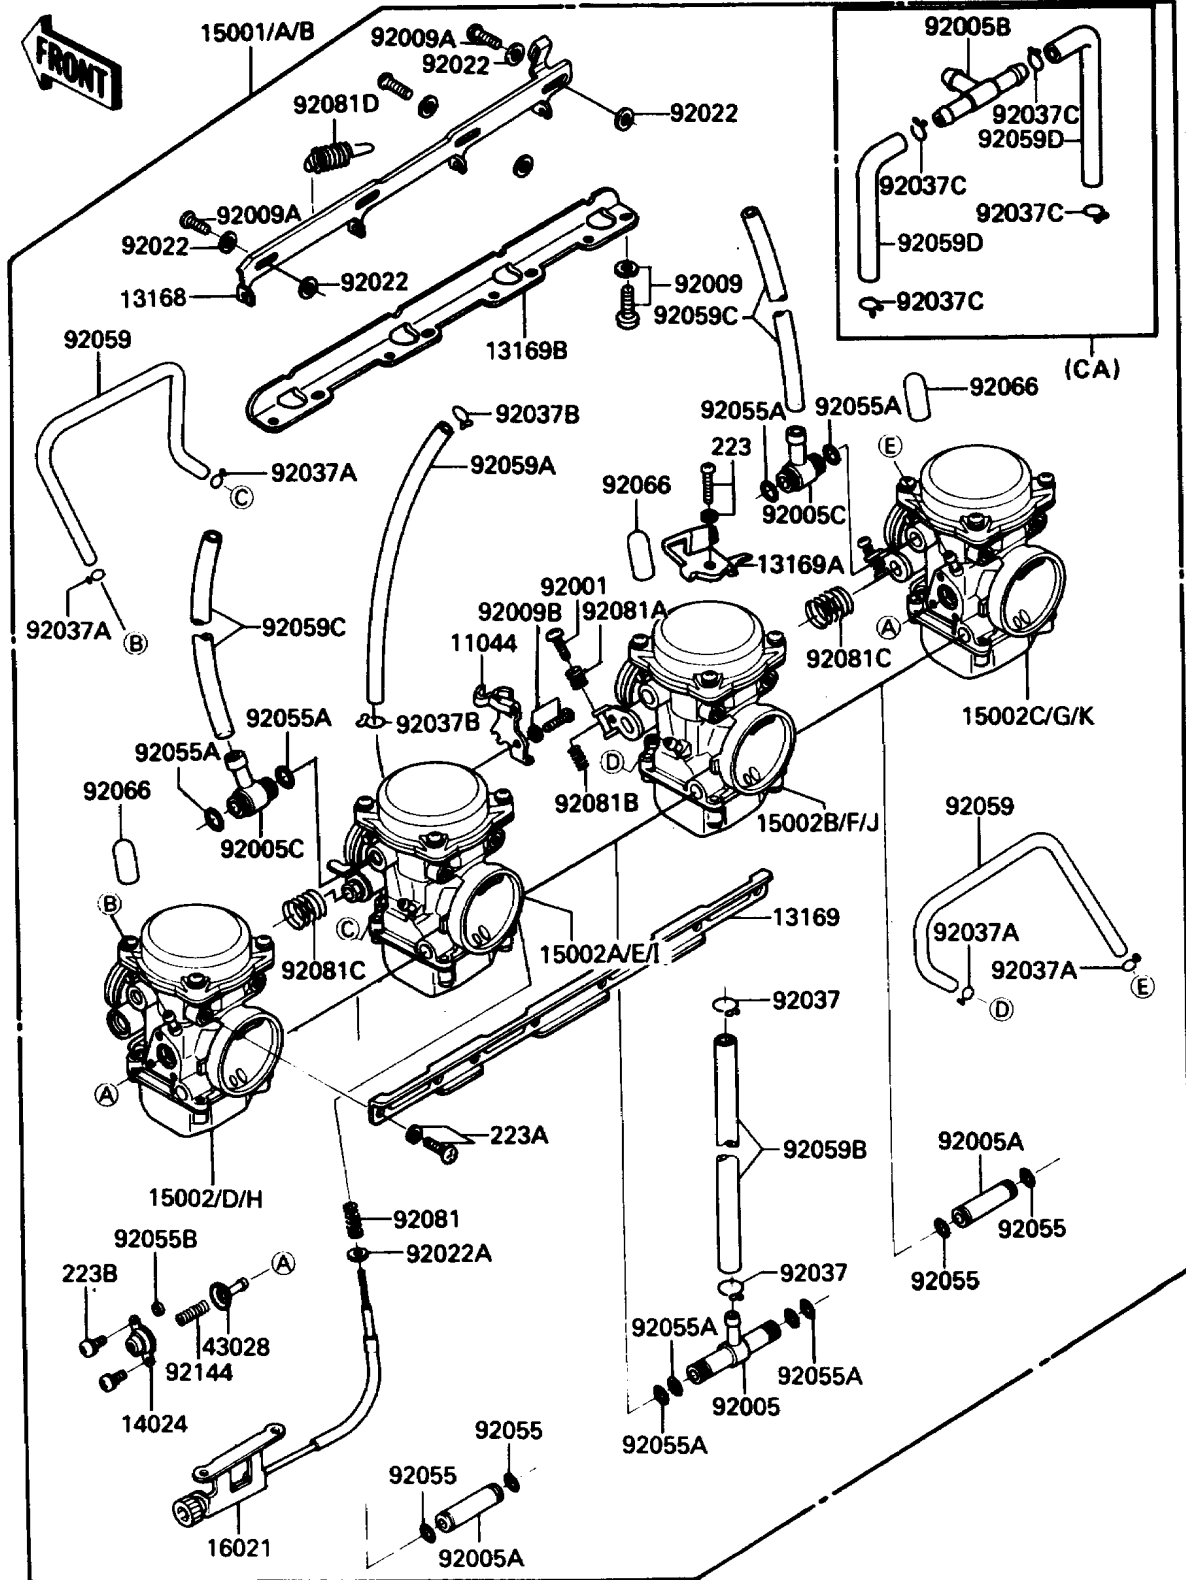 FRONT
15001/A/B
92009A
92022
92081D
92022
92005B
92037C
92059D
92037C
92037C
92059D
92037C
(CA)
92009A
92022
92022
13168
92009
92059C
13169B
92059
92037A
C
92037A
B
92037B
92059A
92055A
92055A
92066
223
92066
92005C
E
13169A
92001
92009B
92081A
11044
92081C
A
15002C/G/K
92059C
92037B
92055A
92055A
92066
92005C
D
92081B
15002B/F/J
92059
B
C
92081C
15002A/E/I
13169
92037A
92037A
E
D
92037
A
223A
92059B
92005A
92055
92055
15002/D/H
92081
92055B
92022A
A
223B
43028
92144
14024
92037
92055A
92055A
92005
92055A
92055
92055
16021
92005A